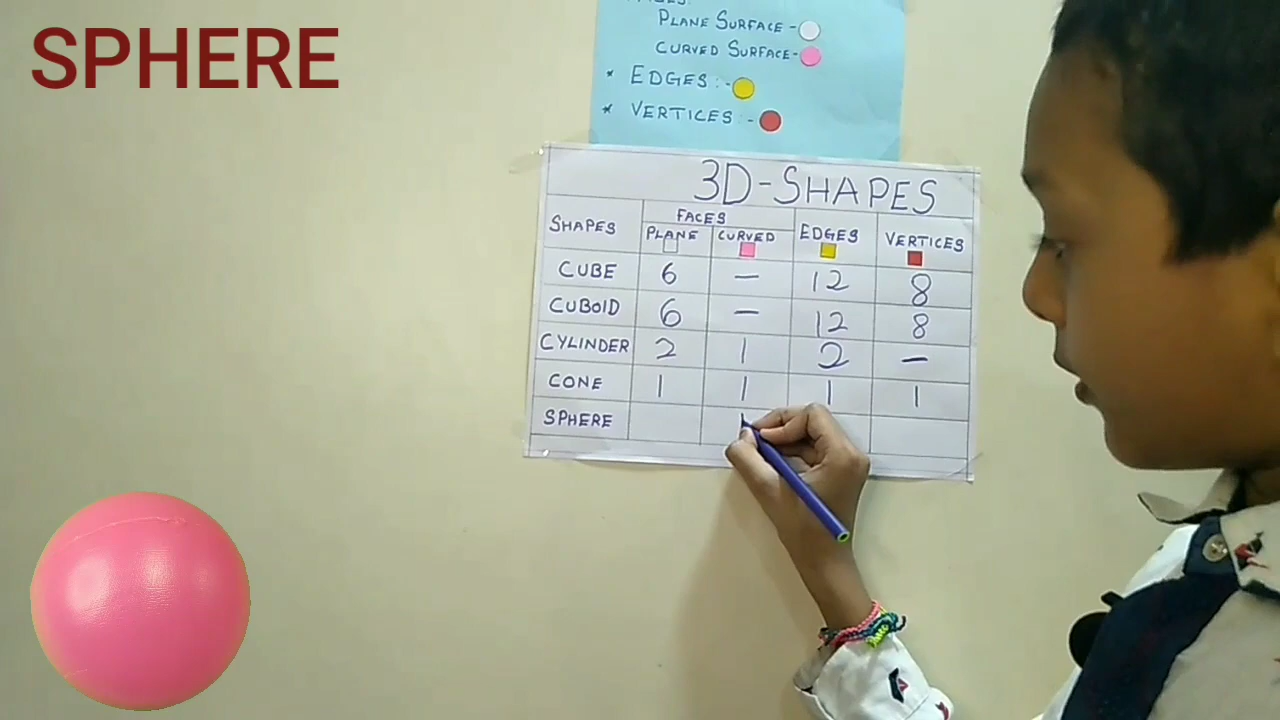 SPHERE
PLANE SURFACE -
CURVED SURFACE -
* EDGES :-
* VERTICES :-
3D-SHAPES
SHAPES FACES EDGES VERTICES
PLANE CURVED
CUBE 6 – 12 8
CUBOID 6 – 12 8
CYLINDER 2 1 2 –
CONE 1 1 1 1
SPHERE